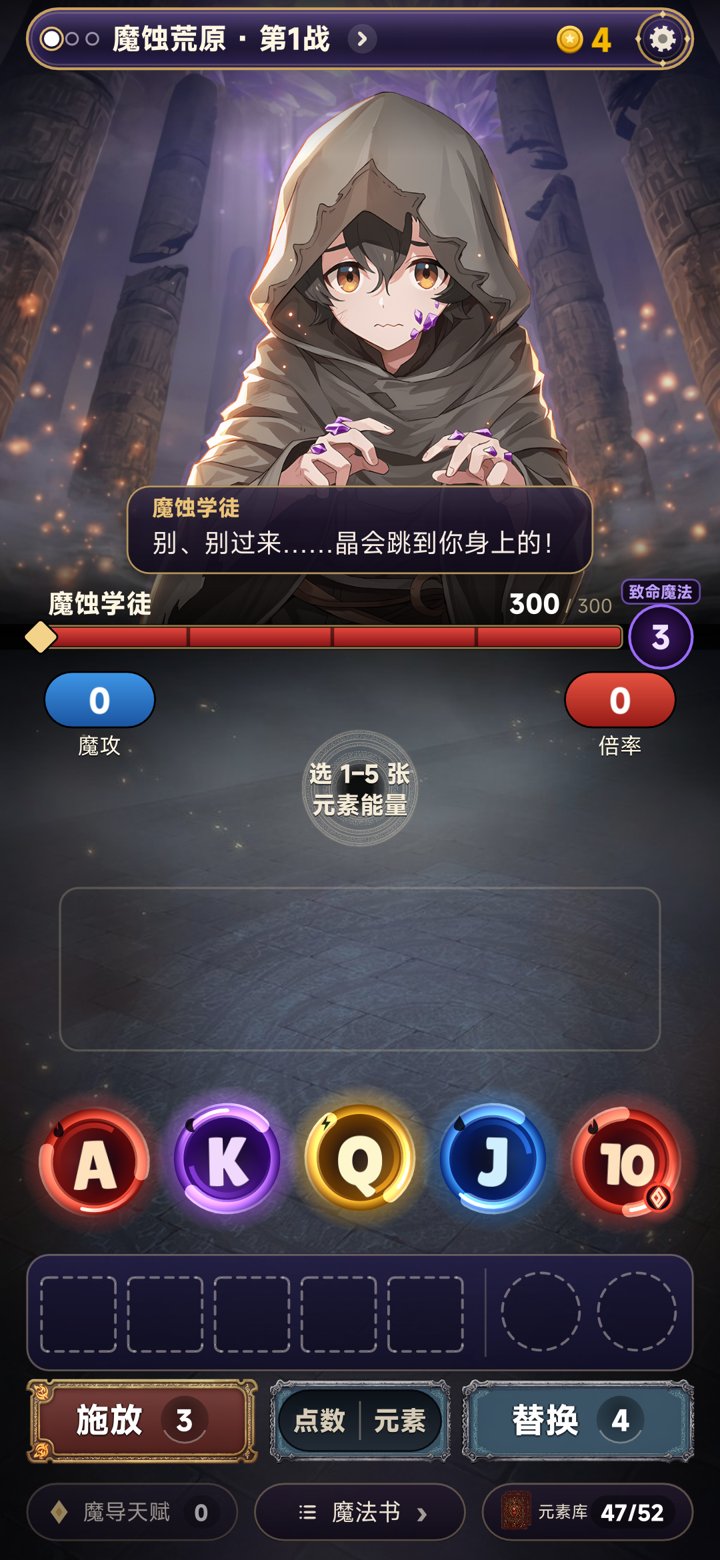 魔蚀荒原 · 第1战
4
魔蚀学徒
别、别过来……晶会跳到你身上的！
魔蚀学徒
300 / 300
致命魔法
3
0
魔攻
0
倍率
选 1-5 张
元素能量
A K Q J 10
施放 3
点数 | 元素
替换 4
魔导天赋 0
魔法书
元素库 47/52